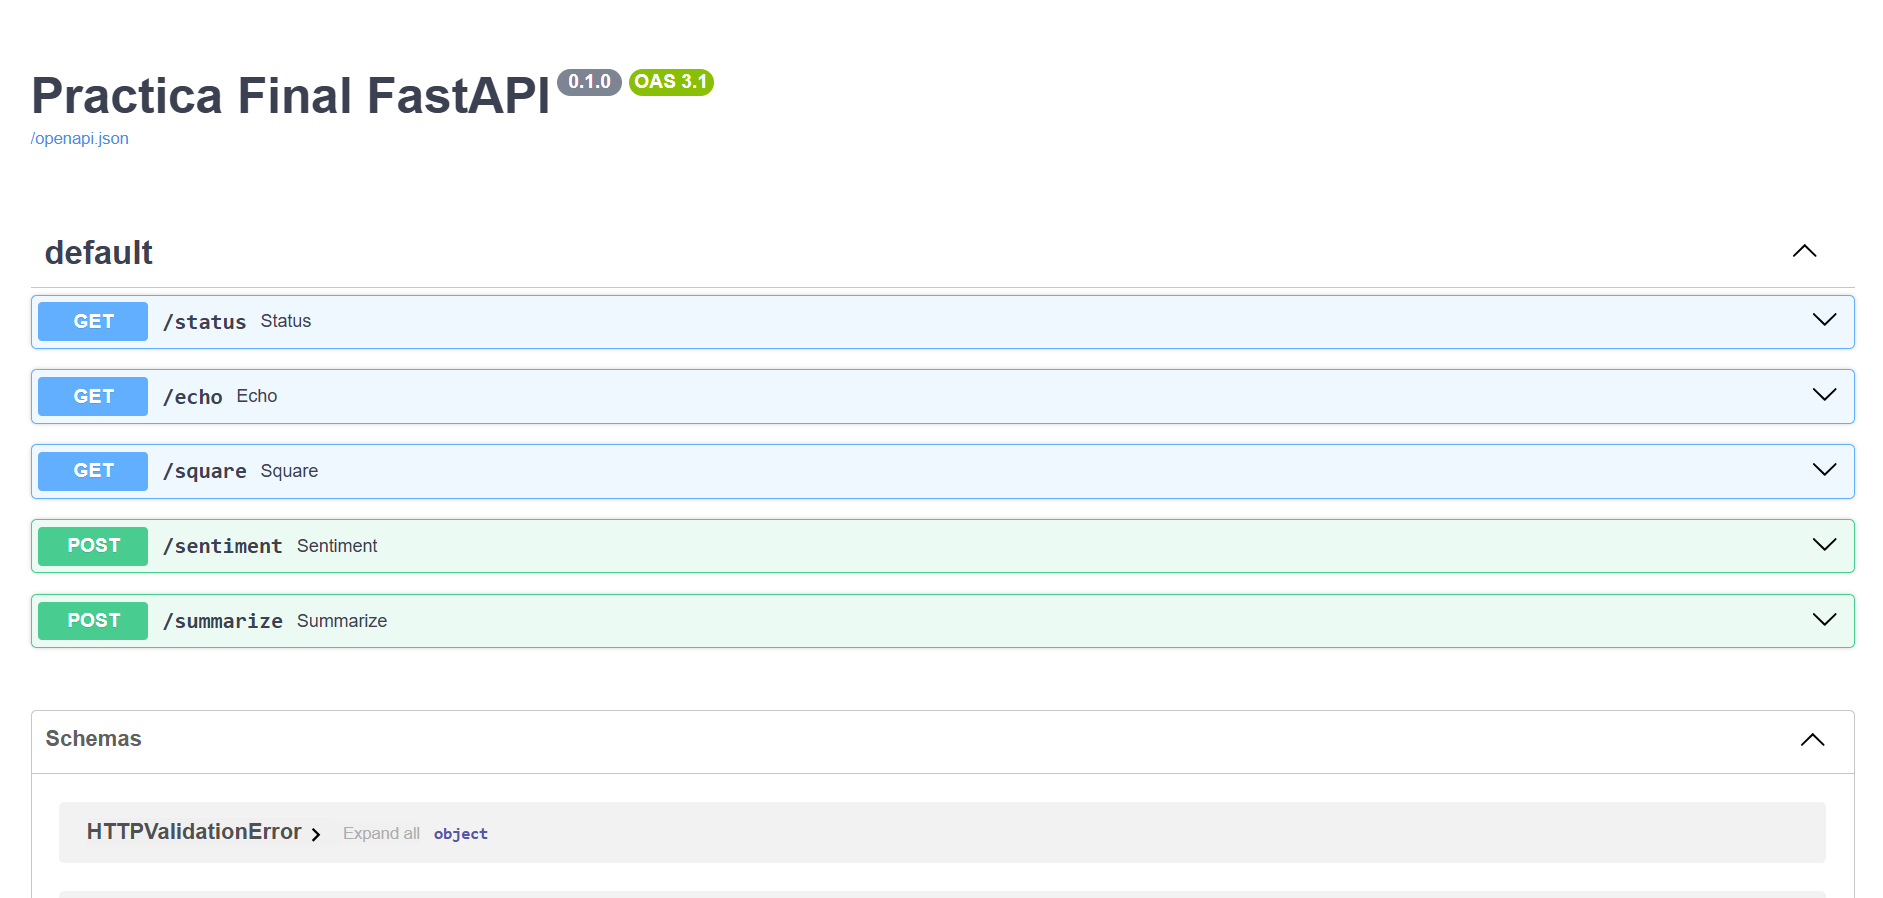 Practica Final FastAPI 0.1.0 OAS 3.1
/openapi.json
default
GET /status Status
GET /echo Echo
GET /square Square
POST /sentiment Sentiment
POST /summarize Summarize
Schemas
HTTPValidationError Expand all object